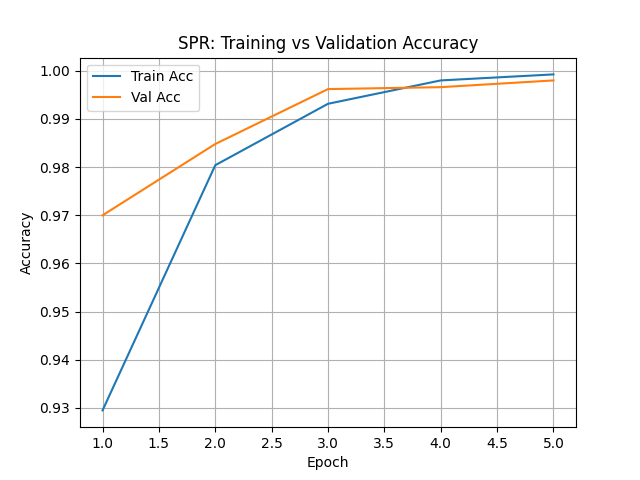 SPR: Training vs Validation Accuracy
Train Acc
Val Acc
1.00
0.99
0.98
0.97
0.96
0.95
0.94
0.93
Accuracy
1.0 1.5 2.0 2.5 3.0 3.5 4.0 4.5 5.0
Epoch